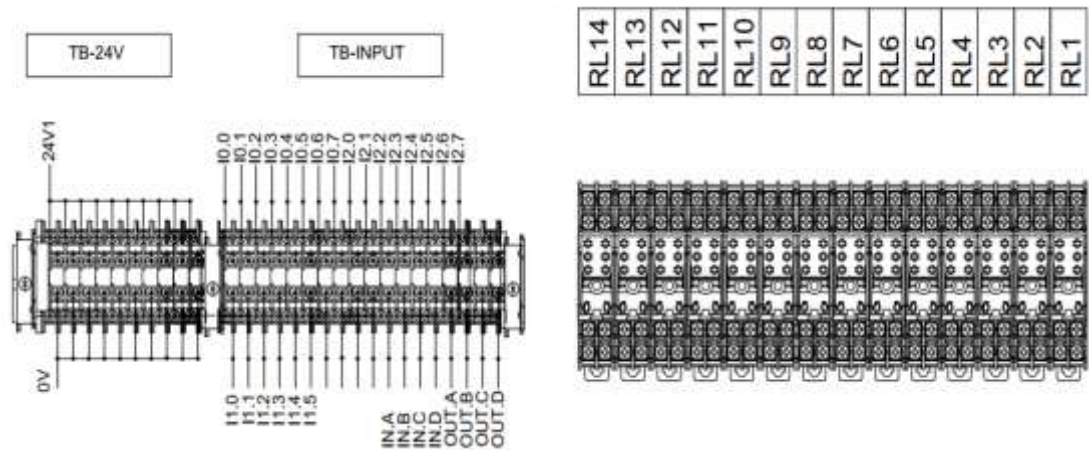 TB-24V
TB-INPUT
24V1
I0.0
I0.1
I0.2
I0.3
I0.4
I0.5
I0.6
I0.7
I2.0
I2.1
I2.2
I2.3
I2.4
I2.5
I2.6
I2.7
0V
I1.0
I1.1
I1.2
I1.3
I1.4
I1.5
IN.A
IN.B
IN.C
IN.D
OUT.A
OUT.B
OUT.C
OUT.D
RL14
RL13
RL12
RL11
RL10
RL9
RL8
RL7
RL6
RL5
RL4
RL3
RL2
RL1